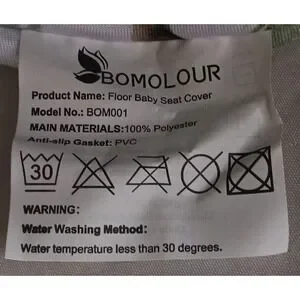 BOMOLOUR
Product Name: Floor Baby Seat Cover
Model No.: BOM001
MAIN MATERIALS:100% Polyester
Anti-slip Gasket: PVC
30
WARNING:
Water Washing Method:
Water temperature less than 30 degrees.